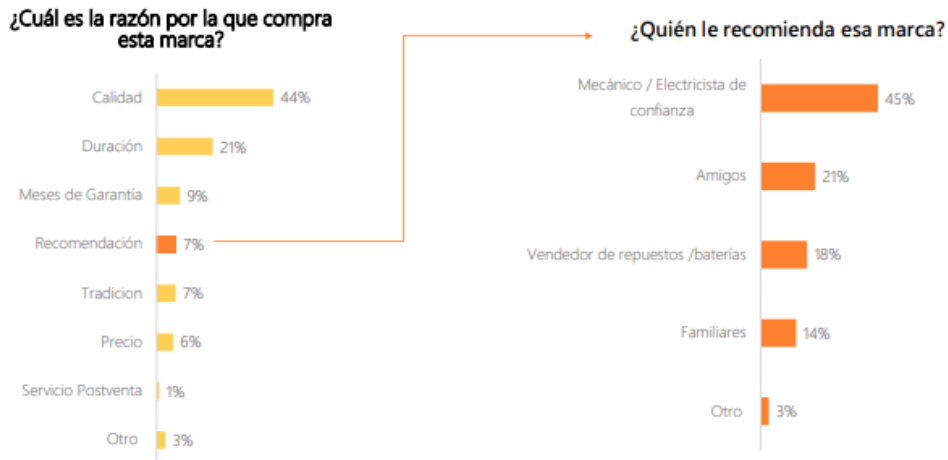 ¿Cuál es la razón por la que compra
esta marca?
Calidad 44%
Duración 21%
Meses de Garantía 9%
Recomendación 7%
Tradicion 7%
Precio 6%
Servicio Postventa 1%
Otro 3%
¿Quién le recomienda esa marca?
Mecánico / Electricista de
confianza 45%
Amigos 21%
Vendedor de repuestos /baterías 18%
Familiares 14%
Otro 3%